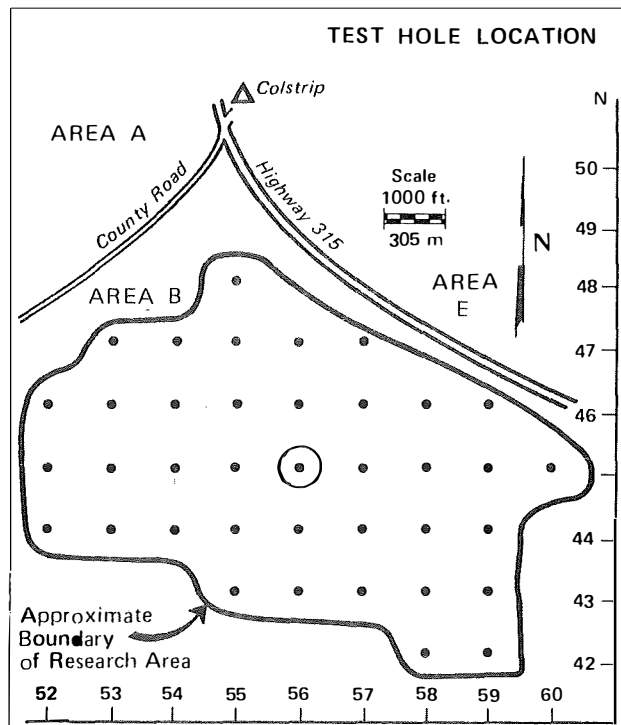 TEST HOLE LOCATION
Colstrip
N
AREA A
County Road
Highway 315
Scale
1000 ft.
305 m
N
AREA B
AREA
E
50
49
48
47
46
45
44
43
42
Approximate
Boundary
of Research Area
52 53 54 55 56 57 58 59 60